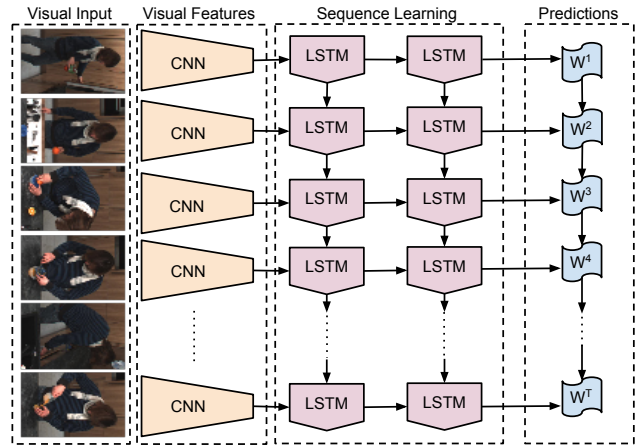 Visual Input Visual Features Sequence Learning Predictions
CNN LSTM LSTM W¹
CNN LSTM LSTM W²
CNN LSTM LSTM W³
CNN LSTM LSTM W⁴
CNN LSTM LSTM Wᵀ